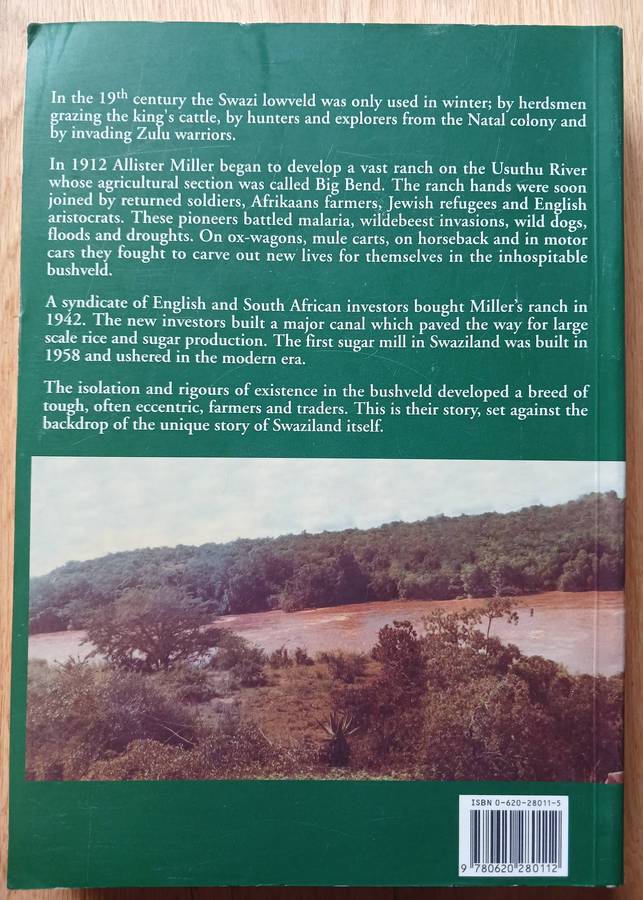 In the 19th century the Swazi lowveld was only used in winter; by herdsmen
grazing the king's cattle, by hunters and explorers from the Natal colony and
by invading Zulu warriors.
In 1912 Allister Miller began to develop a vast ranch on the Usuthu River
whose agricultural section was called Big Bend. The ranch hands were soon
joined by returned soldiers, Afrikaans farmers, Jewish refugees and English
aristocrats. These pioneers battled malaria, wildebeest invasions, wild dogs,
floods and droughts. On ox-wagons, mule carts, on horseback and in motor
cars they fought to carve out new lives for themselves in the inhospitable
bushveld.
A syndicate of English and South African investors bought Miller's ranch in
1942. The new investors built a major canal which paved the way for large
scale rice and sugar production. The first sugar mill in Swaziland was built in
1958 and ushered in the modern era.
The isolation and rigours of existence in the bushveld developed a breed of
tough, often eccentric, farmers and traders. This is their story, set against the
backdrop of the unique story of Swaziland itself.
ISBN 0-620-28011-5
9 780620 280112